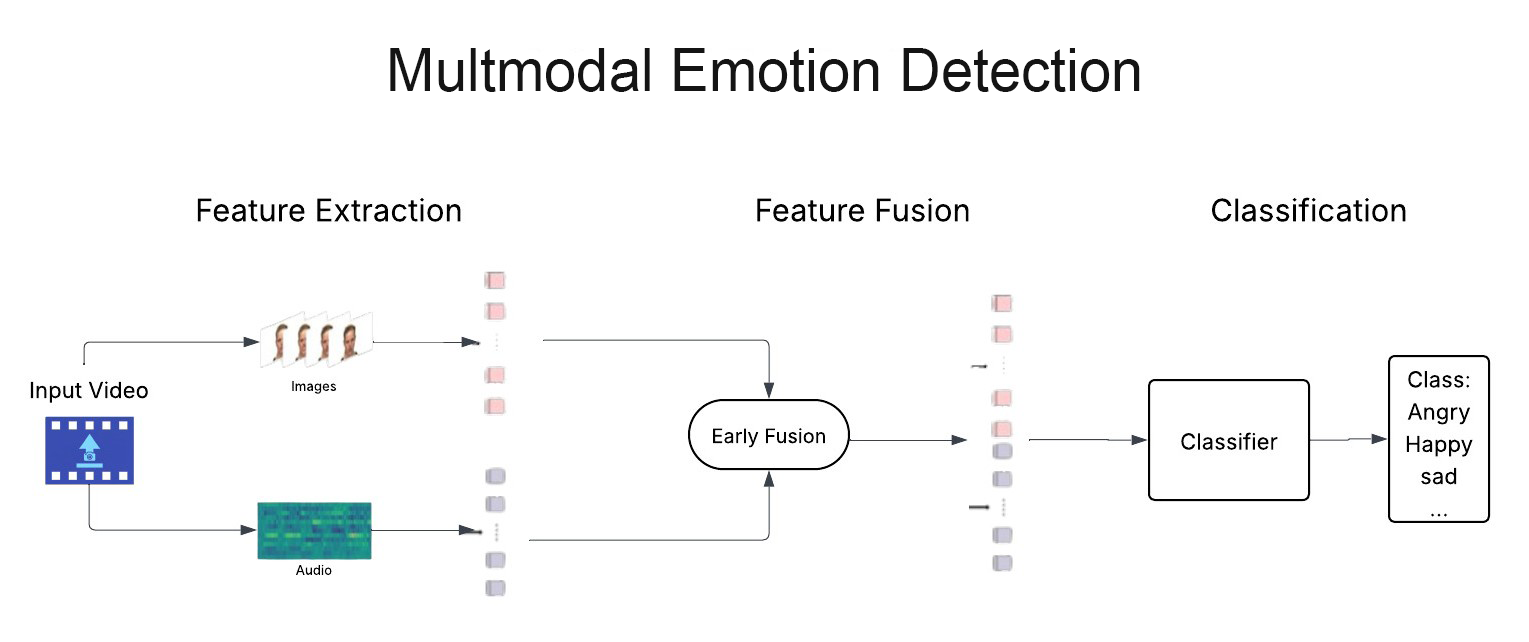 Multmodal Emotion Detection
Feature Extraction
Feature Fusion
Classification
Input Video
Images
Audio
Early Fusion
Classifier
Class:
Angry
Happy
sad
...